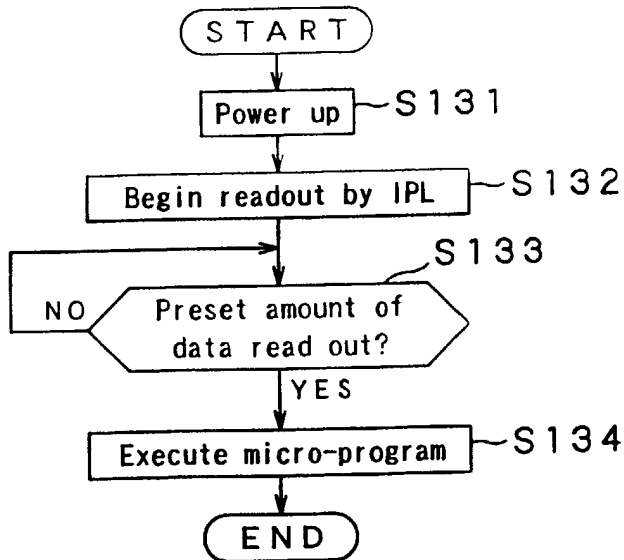 START
Power up
S131
Begin readout by IPL
S132
S133
NO
Preset amount of
data read out?
YES
Execute micro-program
S134
END